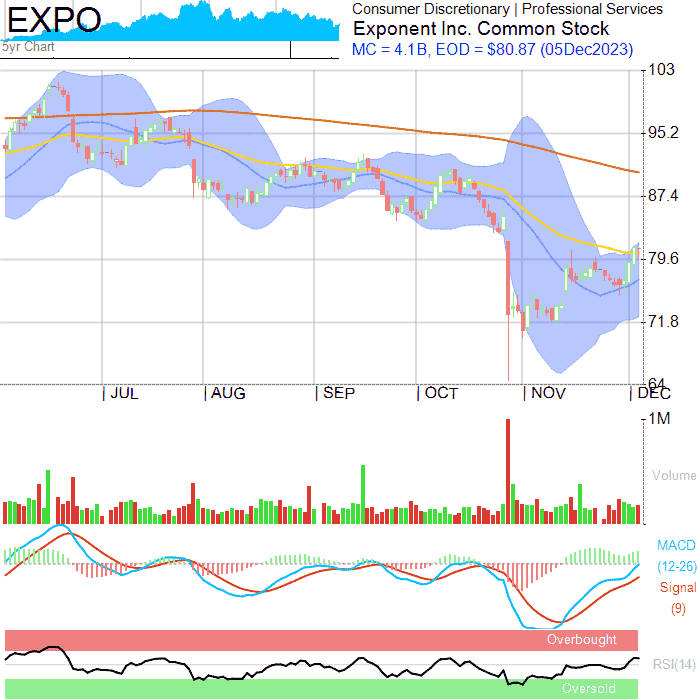 EXPO
5yr Chart
Consumer Discretionary | Professional Services
Exponent Inc. Common Stock
MC = 4.1B, EOD = $80.87 (05Dec2023)
103
95.2
87.4
79.6
71.8
64
JUL
AUG
SEP
OCT
NOV
DEC
1M
Volume
MACD
(12-26)
Signal
(9)
Overbought
RSI(14)
Oversold